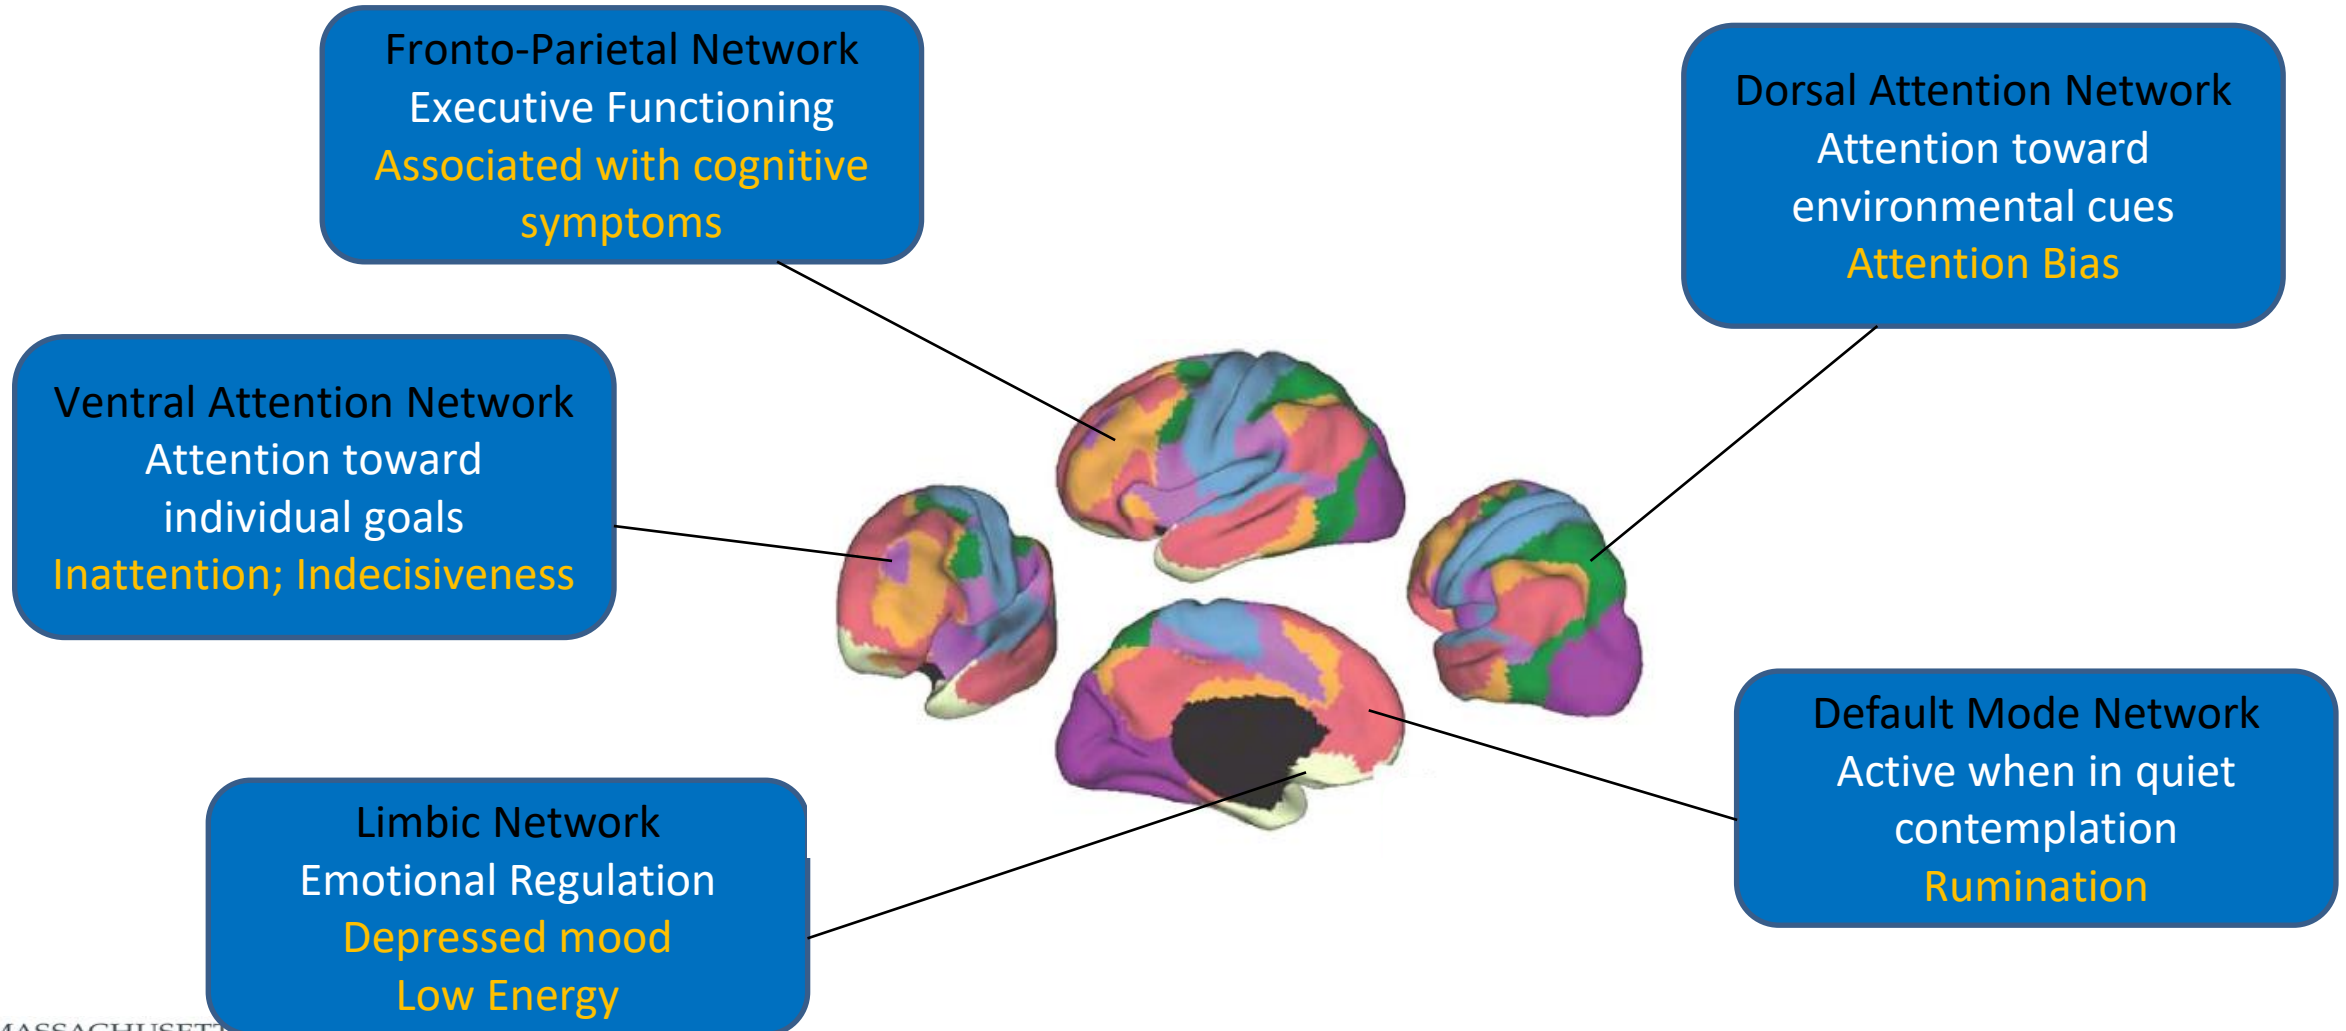 Fronto-Parietal Network
Executive Functioning
Associated with cognitive
symptoms
Dorsal Attention Network
Attention toward
environmental cues
Attention Bias
Ventral Attention Network
Attention toward
individual goals
Inattention; Indecisiveness
Default Mode Network
Active when in quiet
contemplation
Rumination
Limbic Network
Emotional Regulation
Depressed mood
Low Energy